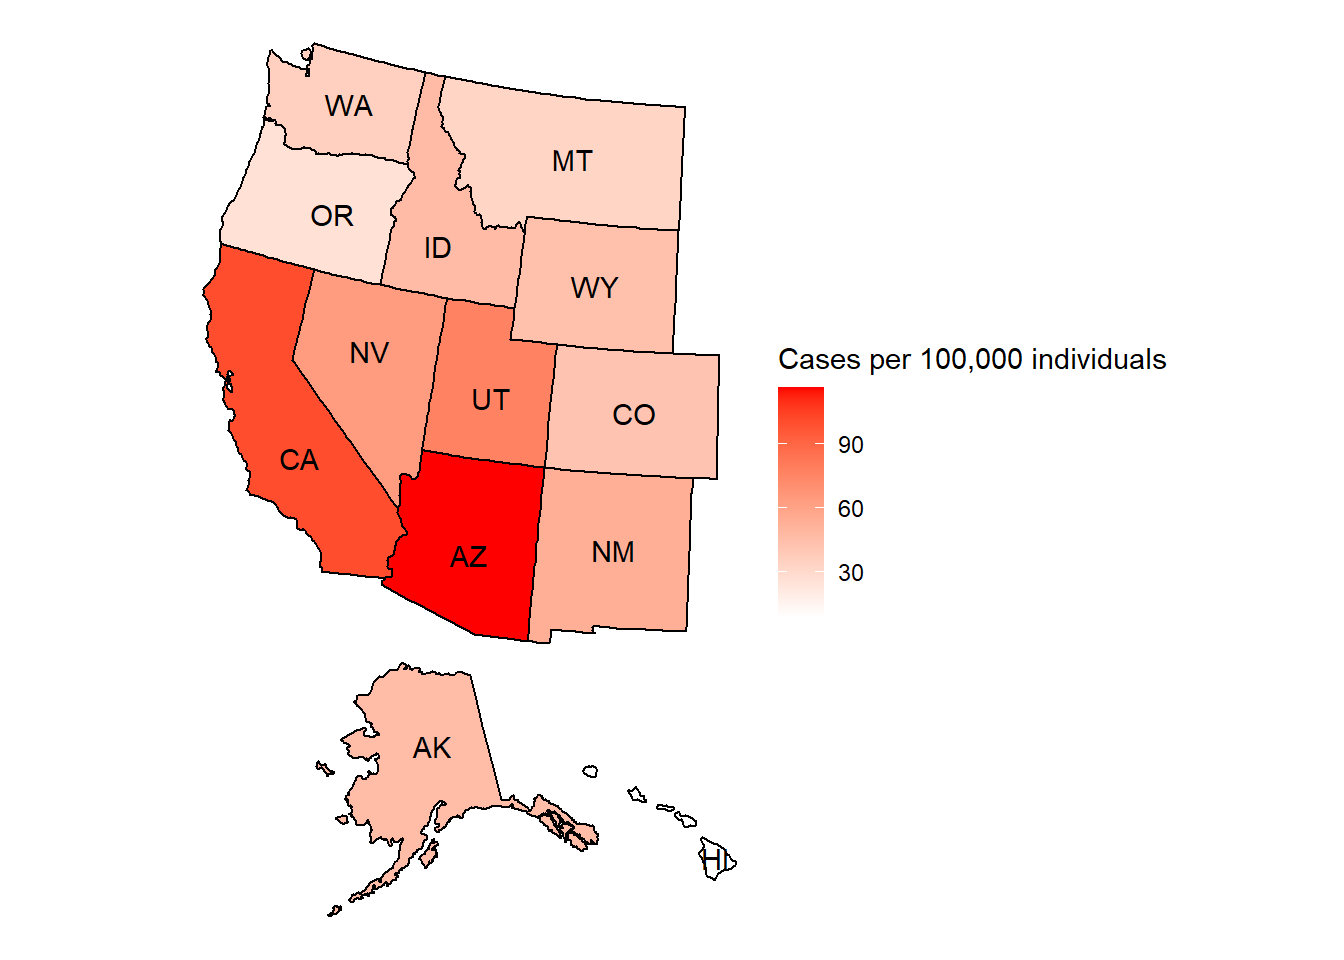 WA
MT
OR
ID
WY
NV
Cases per 100,000 individuals
UT
CO
90
CA
60
NM
AZ
30
AK
HI